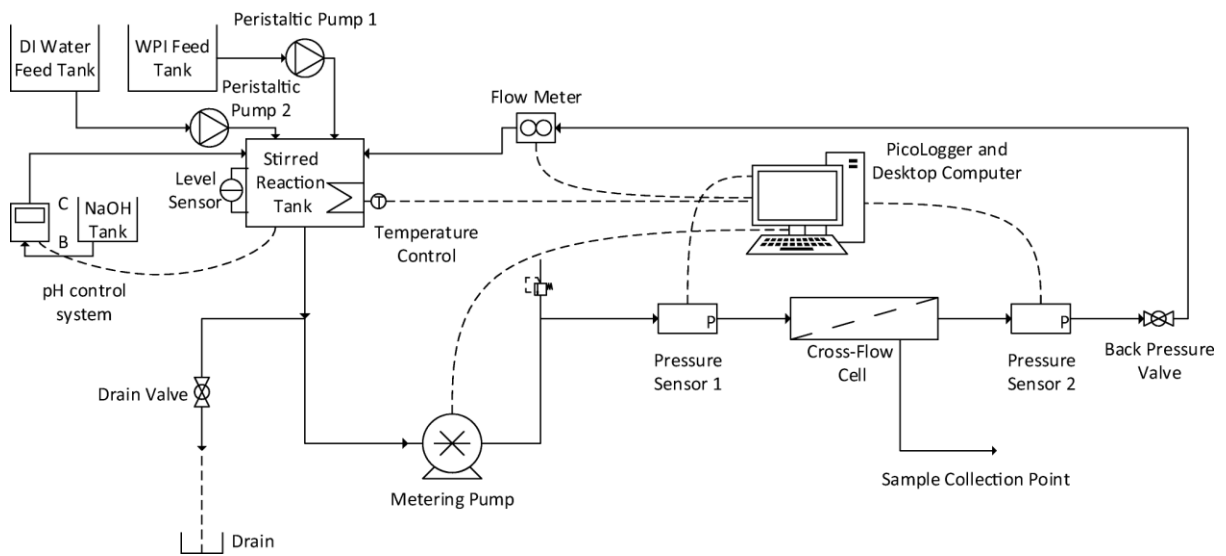 Peristaltic Pump 1
DI Water
Feed Tank
WPI Feed
Tank
Peristaltic
Pump 2
Flow Meter
PicoLogger and
Desktop Computer
Stirred
Reaction
Tank
Level
Sensor
T
C
B
NaOH
Tank
Temperature
Control
pH control
system
P
P
Pressure
Sensor 1
Cross-Flow
Cell
Pressure
Sensor 2
Back Pressure
Valve
Drain Valve
Metering Pump
Sample Collection Point
Drain